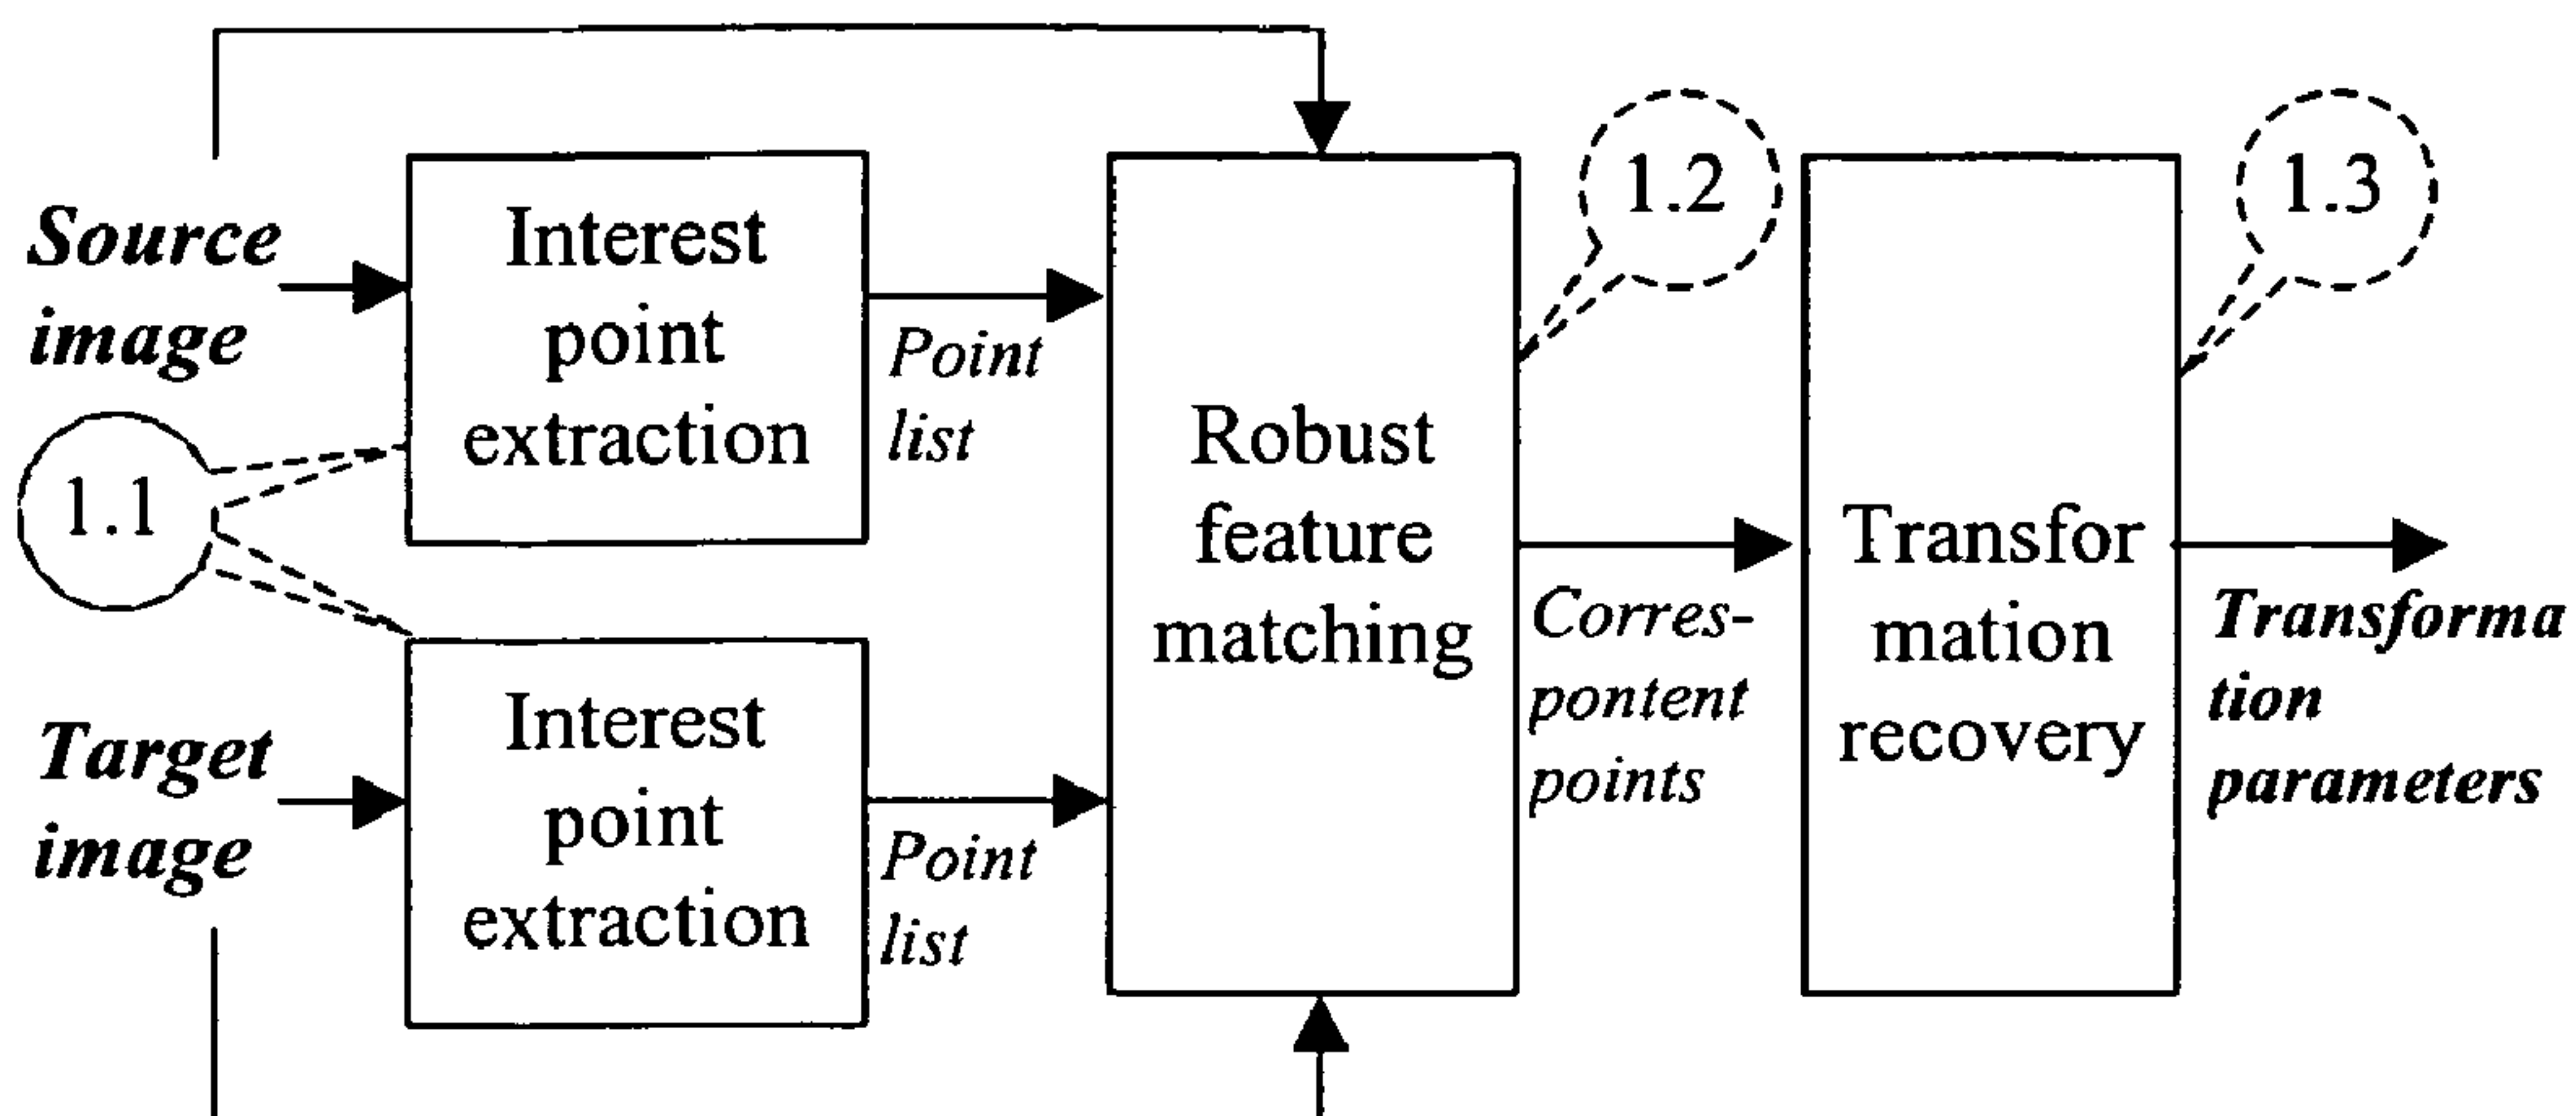 Source
image
Interest
point
extraction
Point
list
1.1
Target
image
Interest
point
extraction
Point
list
Robust
feature
matching
1.2
Corres-
pontent
points
Transfor
mation
recovery
1.3
Transforma
tion
parameters